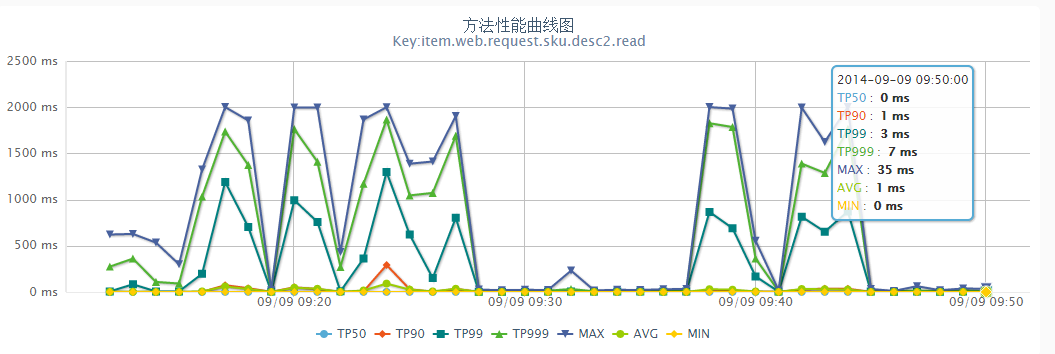 方法性能曲线图
Key:item.web.request.sku.desc2.read
2500 ms
2000 ms
1500 ms
1000 ms
500 ms
0 ms
2014-09-09 09:50:00
TP50 : 0 ms
TP90 : 1 ms
TP99 : 3 ms
TP999 : 7 ms
MAX : 35 ms
AVG : 1 ms
MIN : 0 ms
09/09 09:20
09/09 09:30
09/09 09:40
09/09 09:50
TP50 TP90 TP99 TP999 MAX AVG MIN